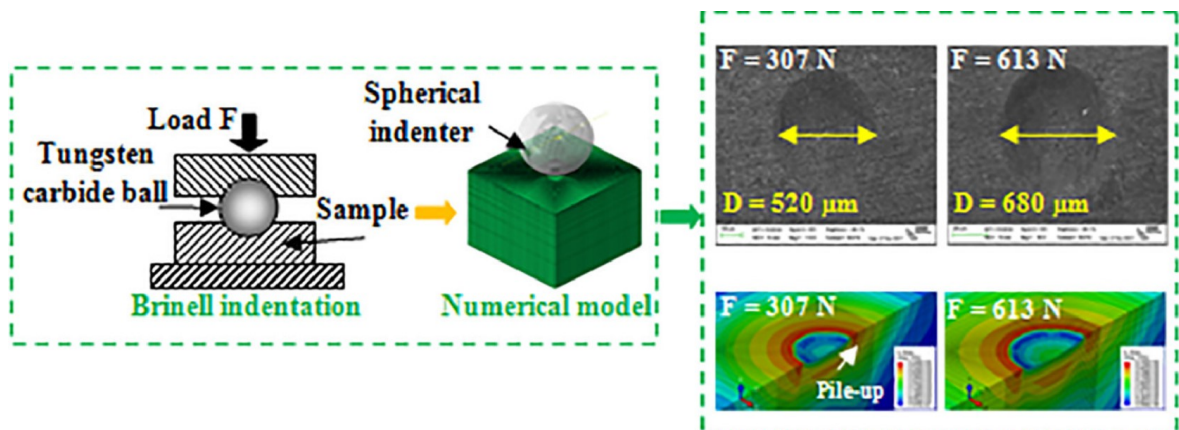 Load F
Tungsten
carbide ball
Sample
Brinell indentation
Spherical
indenter
Numerical model
F = 307 N
D = 520 µm
F = 613 N
D = 680 µm
F = 307 N
Pile-up
F = 613 N